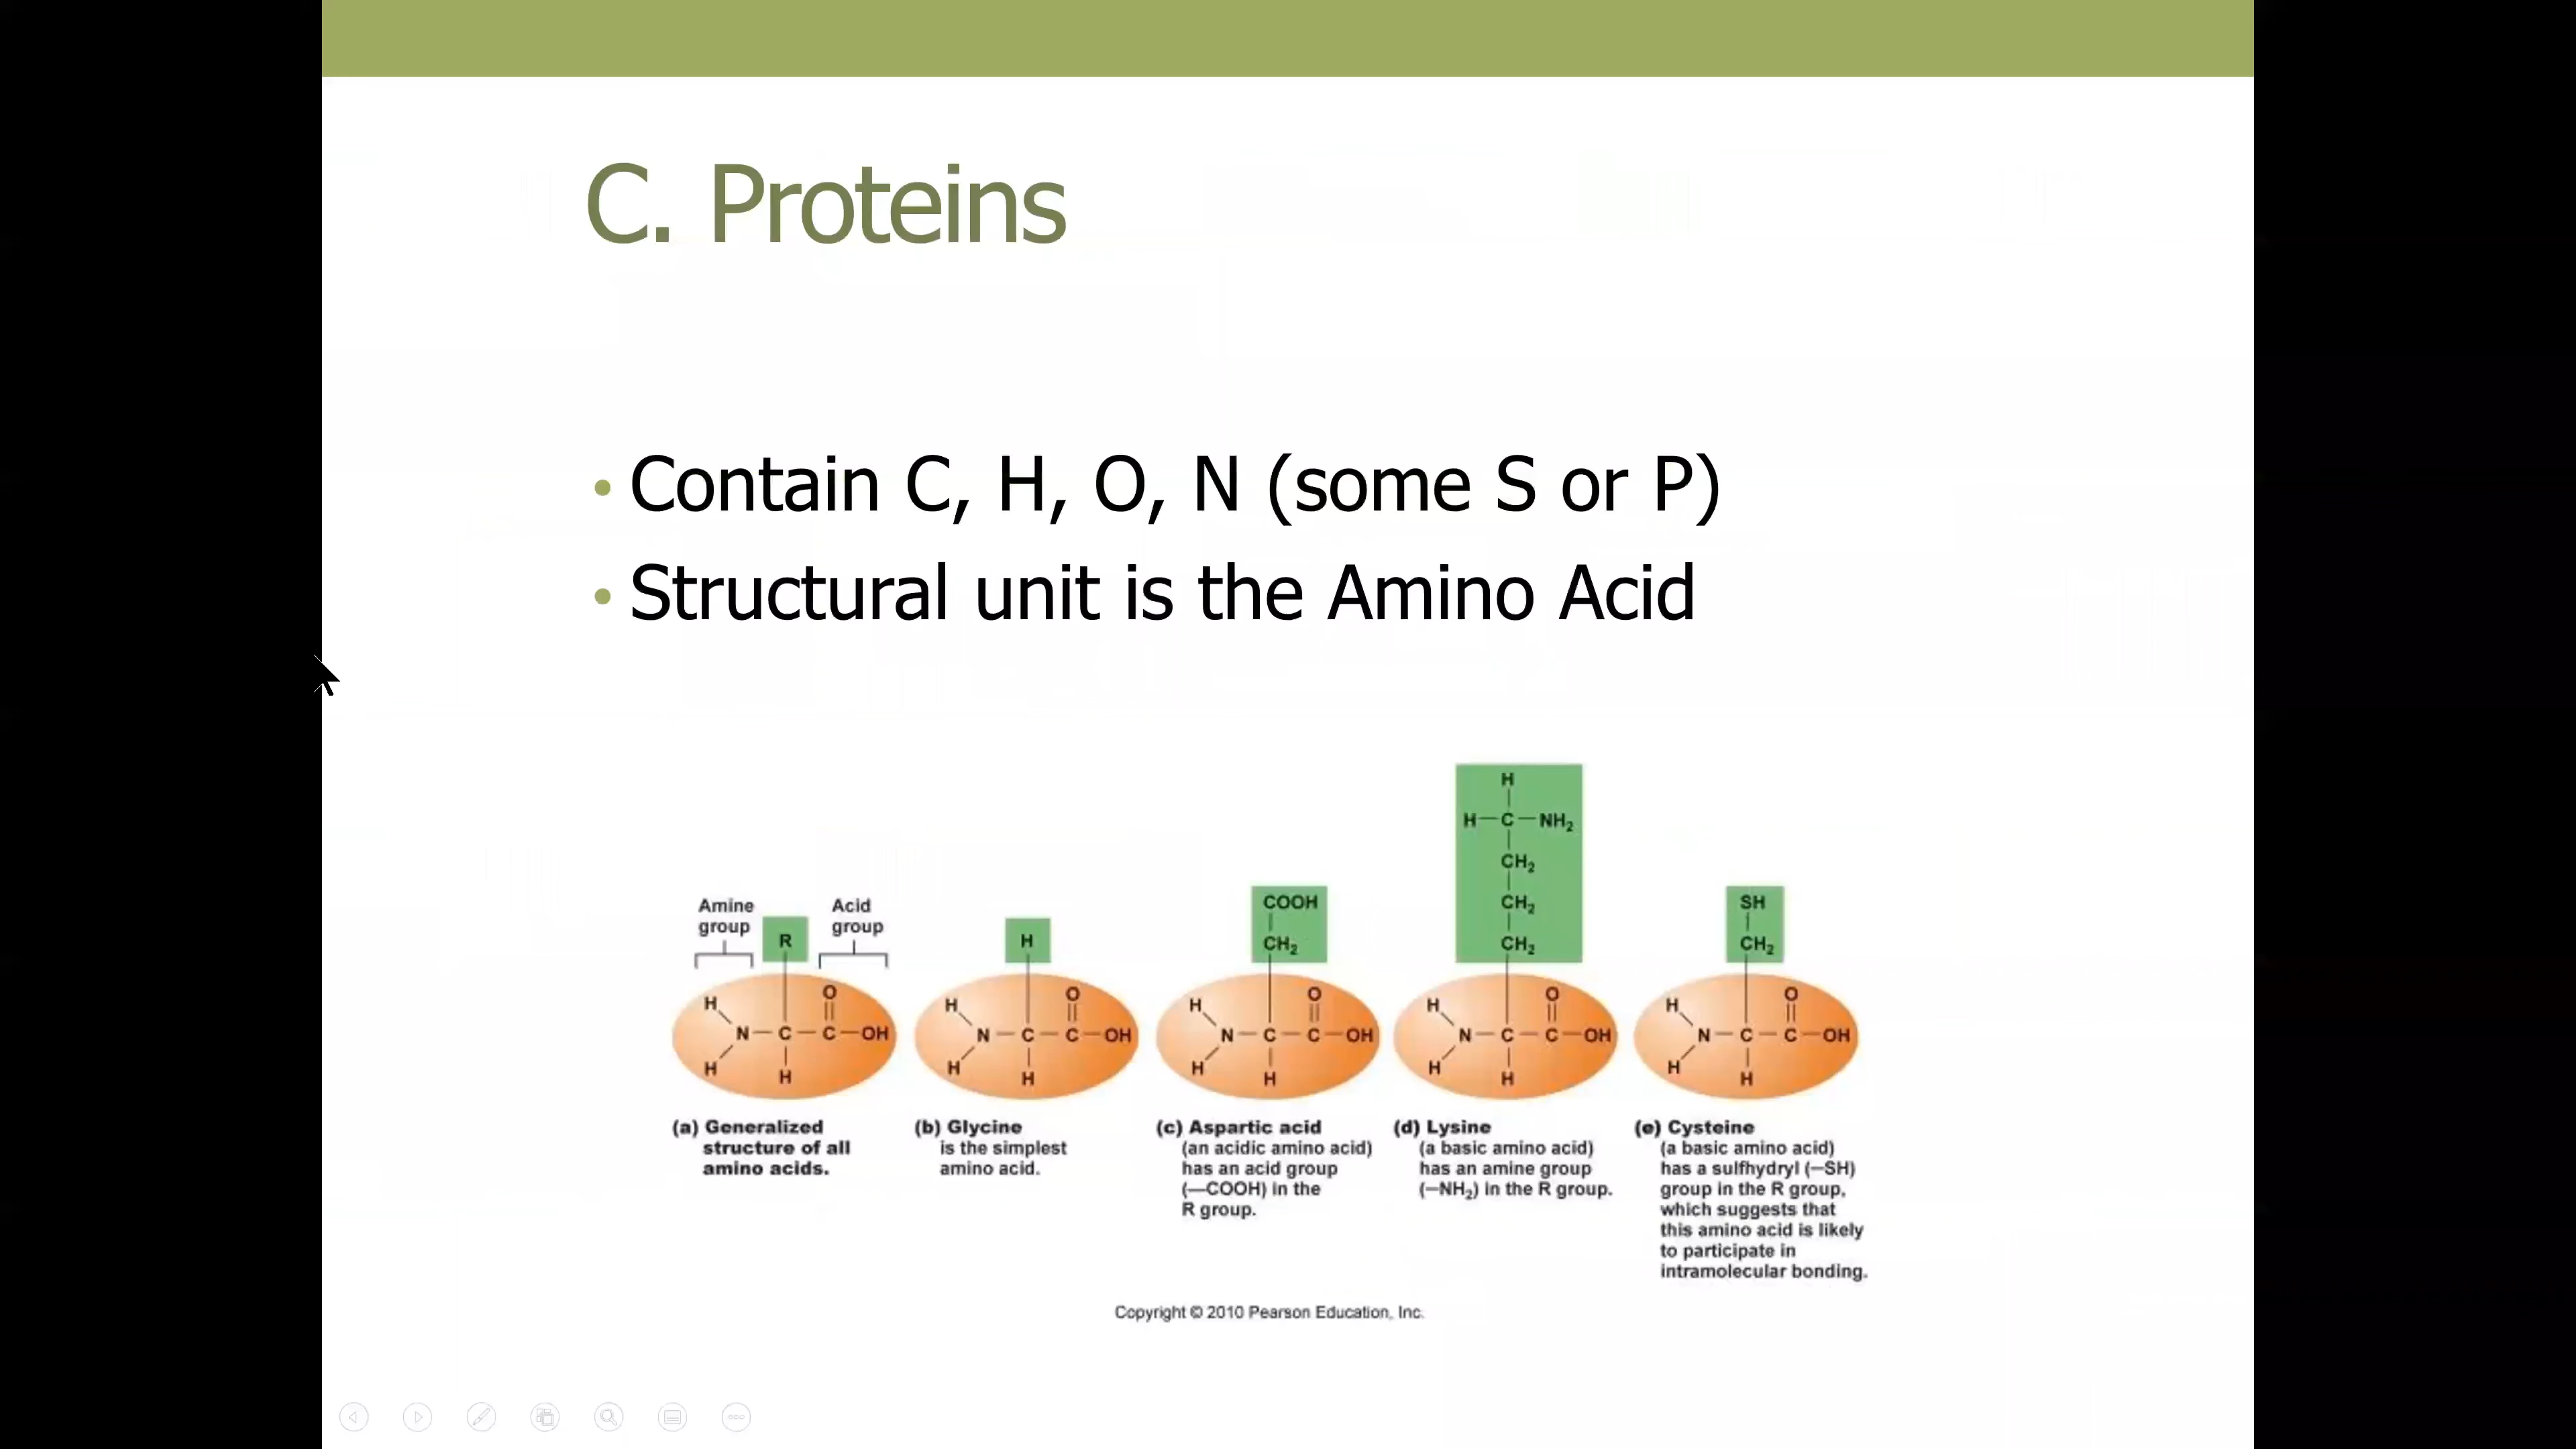 C. Proteins
• Contain C, H, O, N (some S or P)
• Structural unit is the Amino Acid
Amine
group
R
Acid
group
H
H
N
C
H
O
C
OH
(a) Generalized
structure of all
amino acids.
H
H
H
N
C
H
O
C
OH
(b) Glycine
is the simplest
amino acid.
COOH
CH₂
H
H
N
C
H
O
C
OH
(c) Aspartic acid
(an acidic amino acid)
has an acid group
(—COOH) in the
R group.
H
H—C—NH₂
CH₂
CH₂
CH₂
H
H
N
C
H
O
C
OH
(d) Lysine
(a basic amino acid)
has an amine group
(—NH₂) in the R group.
SH
CH₂
H
H
N
C
H
O
C
OH
(e) Cysteine
(a basic amino acid)
has a sulfhydryl (—SH)
group in the R group,
which suggests that
this amino acid is likely
to participate in
intramolecular bonding.
Copyright © 2010 Pearson Education, Inc.